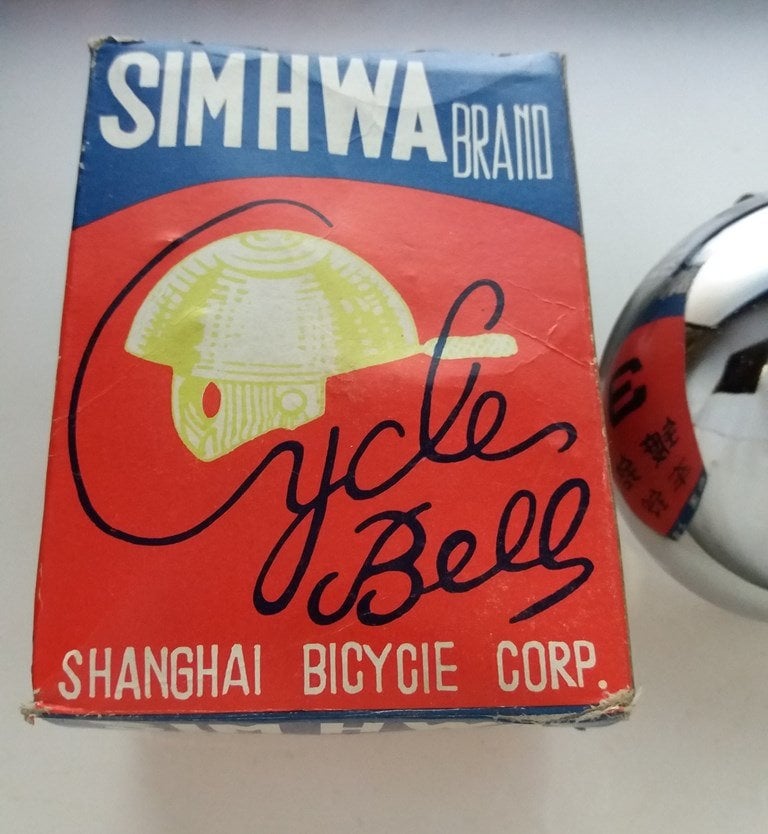 SIMHWA BRAND
Cycle
Bell
SHANGHAI BICYCIE CORP.